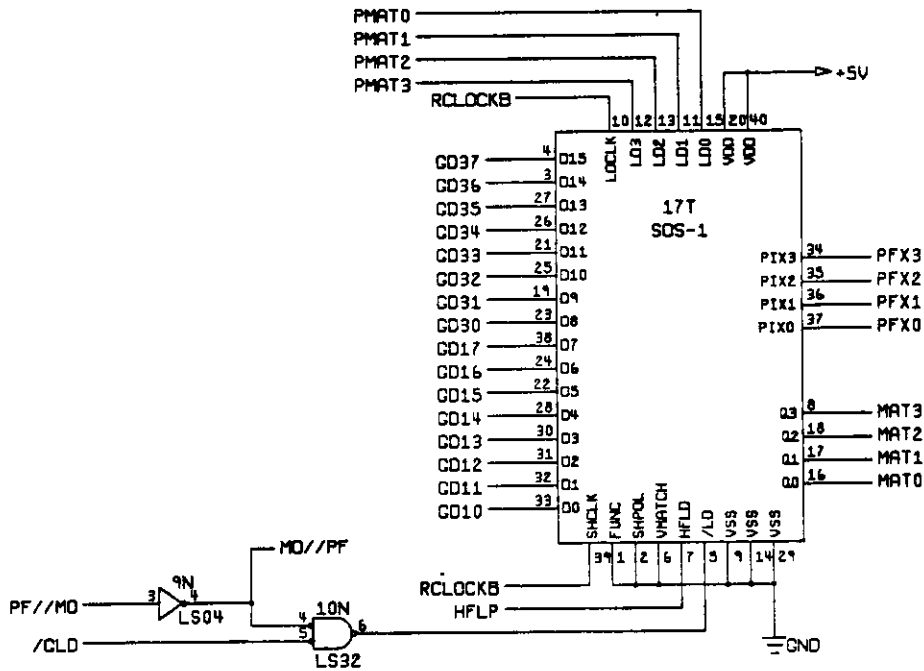 PMAT0
PMAT1
PMAT2
PMAT3
RCLOCKB
+5V
10 12 13 11 15 20 40
LDCLK LD3 LD2 LD1 LD0 VDD VDD
17T
SOS-1
GD37 4 D15
GD36 3 D14
GD35 27 D13
GD34 26 D12
GD33 21 D11
GD32 25 D10
GD31 19 D9
GD30 23 D8
GD17 38 D7
GD16 24 D6
GD15 22 D5
GD14 28 D4
GD13 30 D3
GD12 31 D2
GD11 32 D1
GD10 33 D0
PIX3 34 PFX3
PIX2 35 PFX2
PIX1 36 PFX1
PIX0 37 PFX0
Q3 8 MAT3
Q2 18 MAT2
Q1 17 MAT1
Q0 16 MAT0
SHCLK FUNC SHPOL VMATCH HFLD /LD VSS VSS VSS
39 1 2 6 7 5 9 14 29
MO//PF
RCLOCKB
HFLP
GND
9N
PF//MO 3 4
LS04
10N
4
/GLD 5 6
LS32